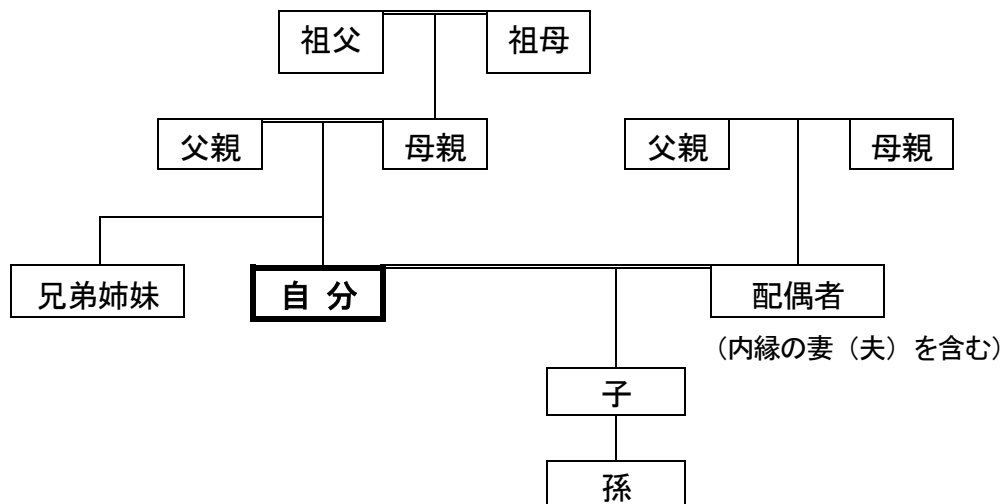 祖父 祖母
父親 母親 父親 母親
兄弟姉妹 自 分 配偶者
(内縁の妻(夫)を含む)
子
孫